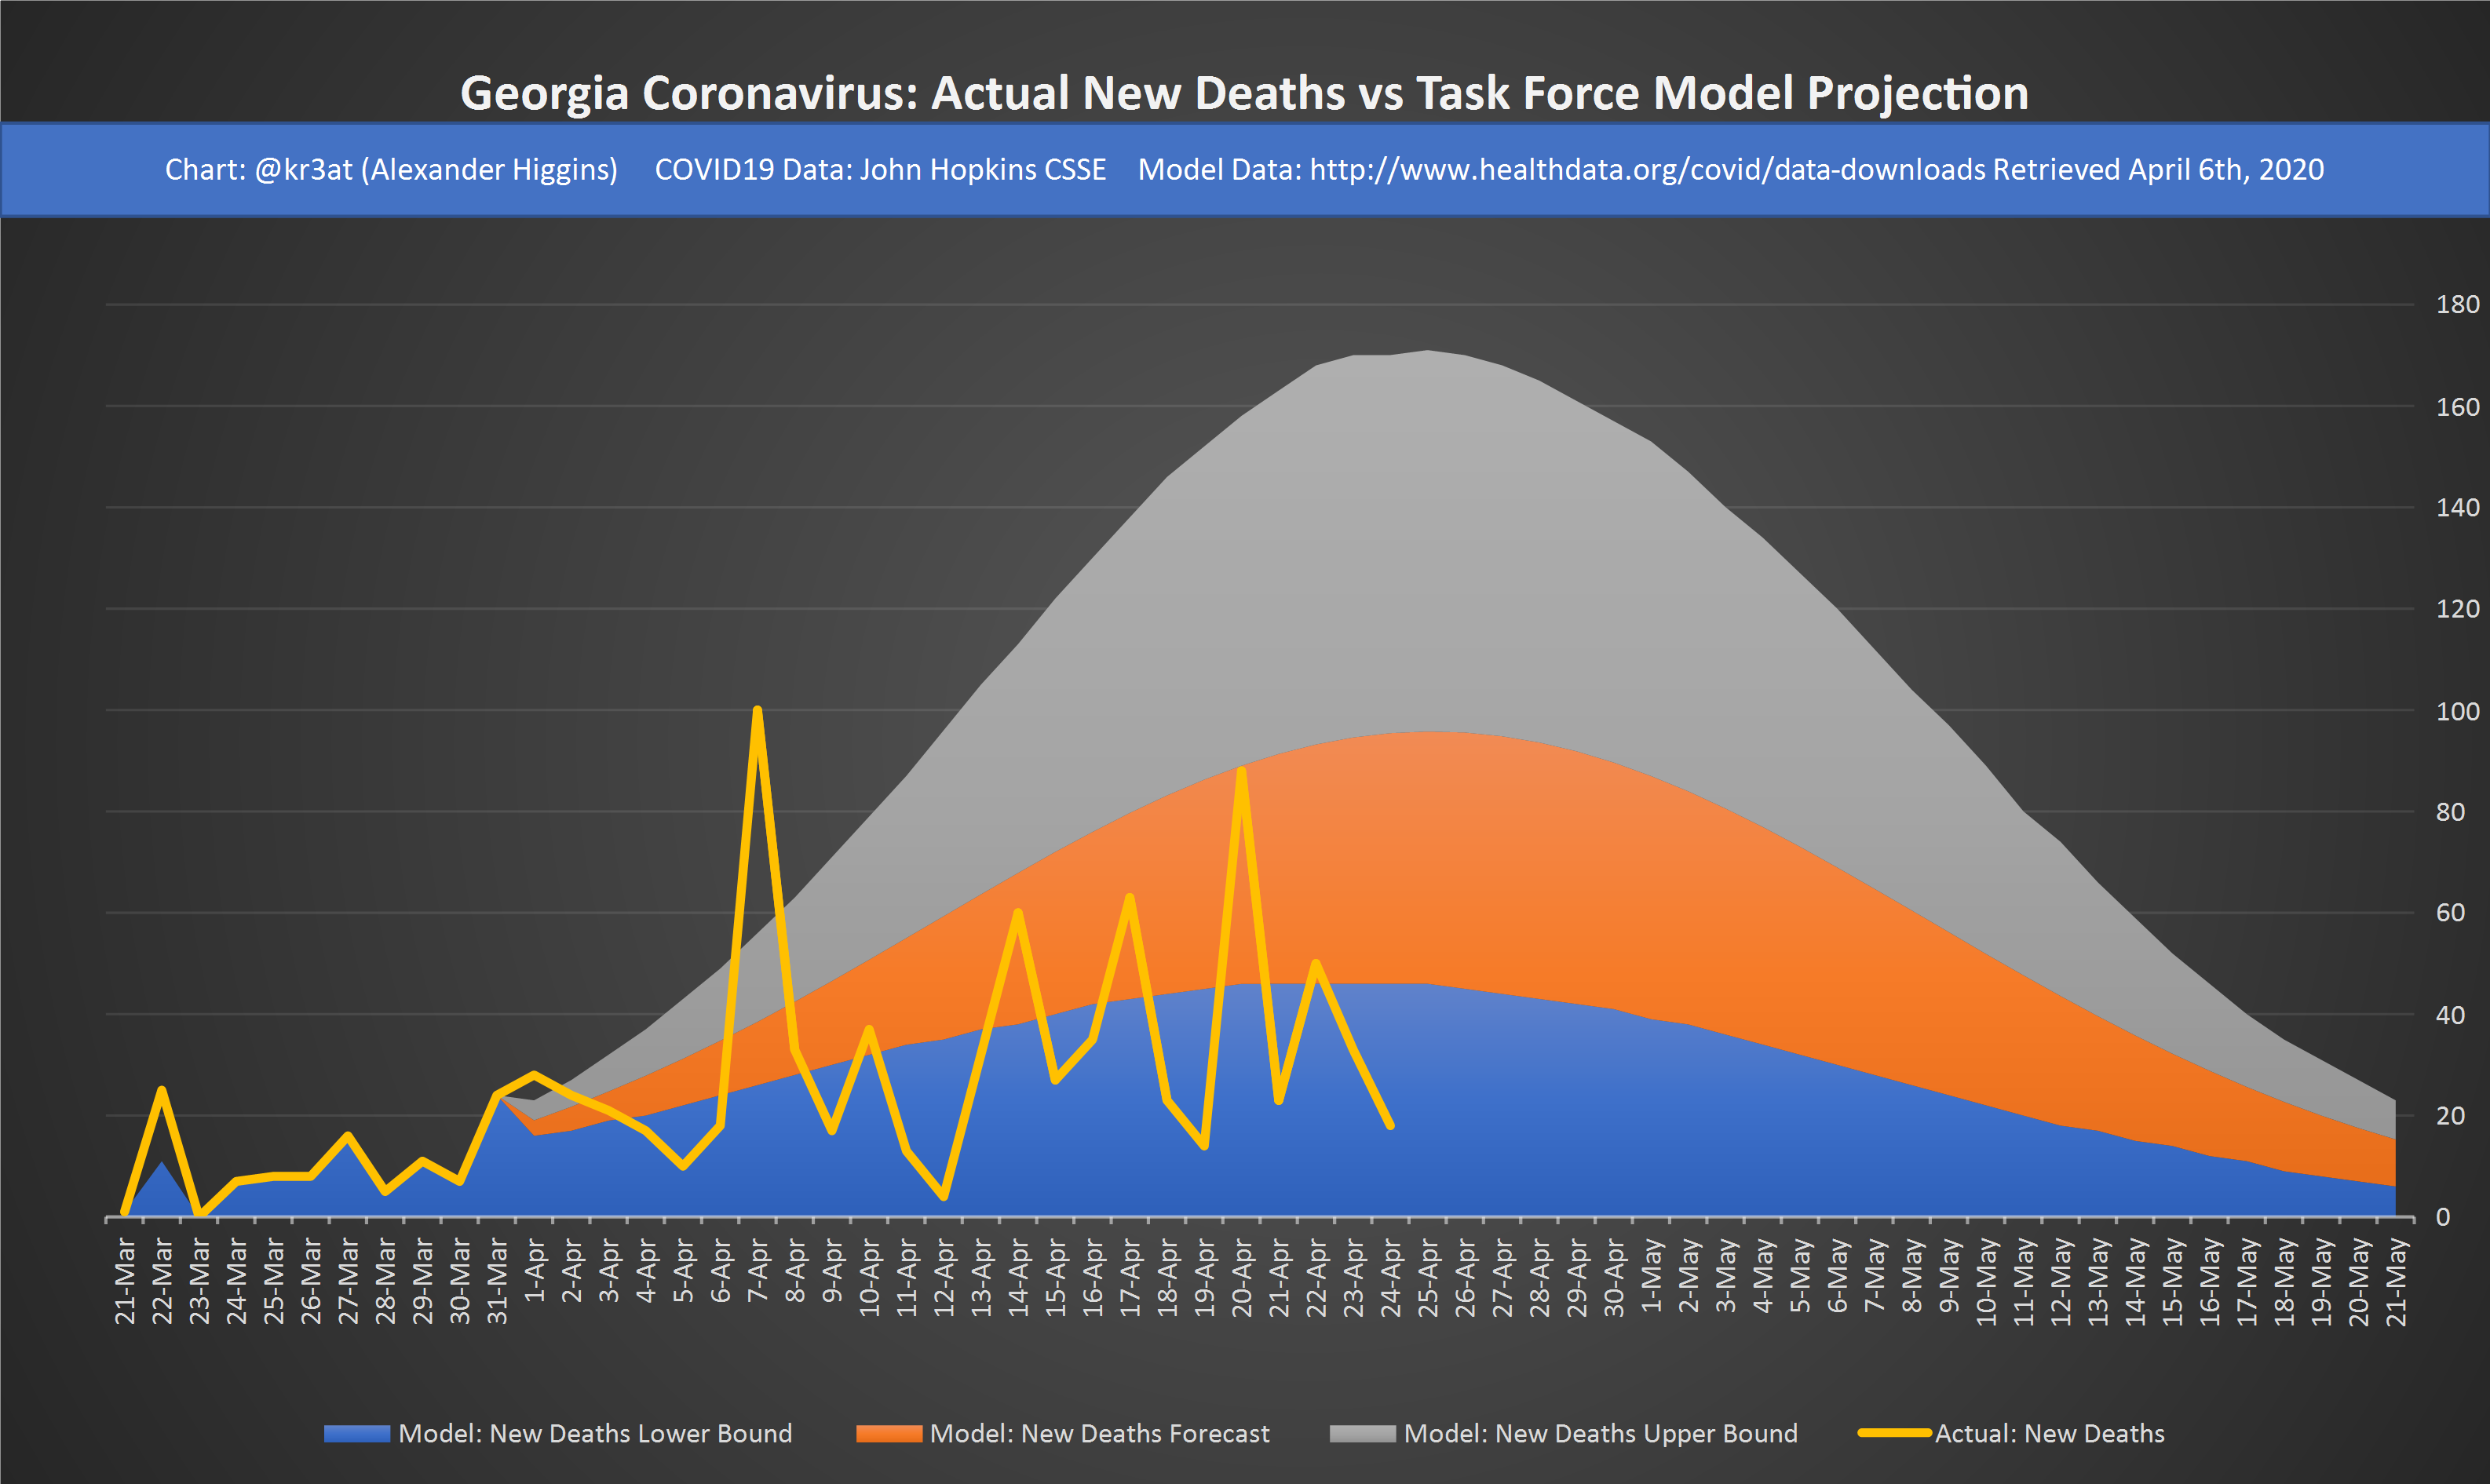 Georgia Coronavirus: Actual New Deaths vs Task Force Model Projection
Chart: @kr3at (Alexander Higgins) COVID19 Data: John Hopkins CSSE Model Data: http://www.healthdata.org/covid/data-downloads Retrieved April 6th, 2020
180
160
140
120
100
80
60
40
20
0
21-Mar
22-Mar
23-Mar
24-Mar
25-Mar
26-Mar
27-Mar
28-Mar
29-Mar
30-Mar
31-Mar
1-Apr
2-Apr
3-Apr
4-Apr
5-Apr
6-Apr
7-Apr
8-Apr
9-Apr
10-Apr
11-Apr
12-Apr
13-Apr
14-Apr
15-Apr
16-Apr
17-Apr
18-Apr
19-Apr
20-Apr
21-Apr
22-Apr
23-Apr
24-Apr
25-Apr
26-Apr
27-Apr
28-Apr
29-Apr
30-Apr
1-May
2-May
3-May
4-May
5-May
6-May
7-May
8-May
9-May
10-May
11-May
12-May
13-May
14-May
15-May
16-May
17-May
18-May
19-May
20-May
21-May
Model: New Deaths Lower Bound
Model: New Deaths Forecast
Model: New Deaths Upper Bound
Actual: New Deaths